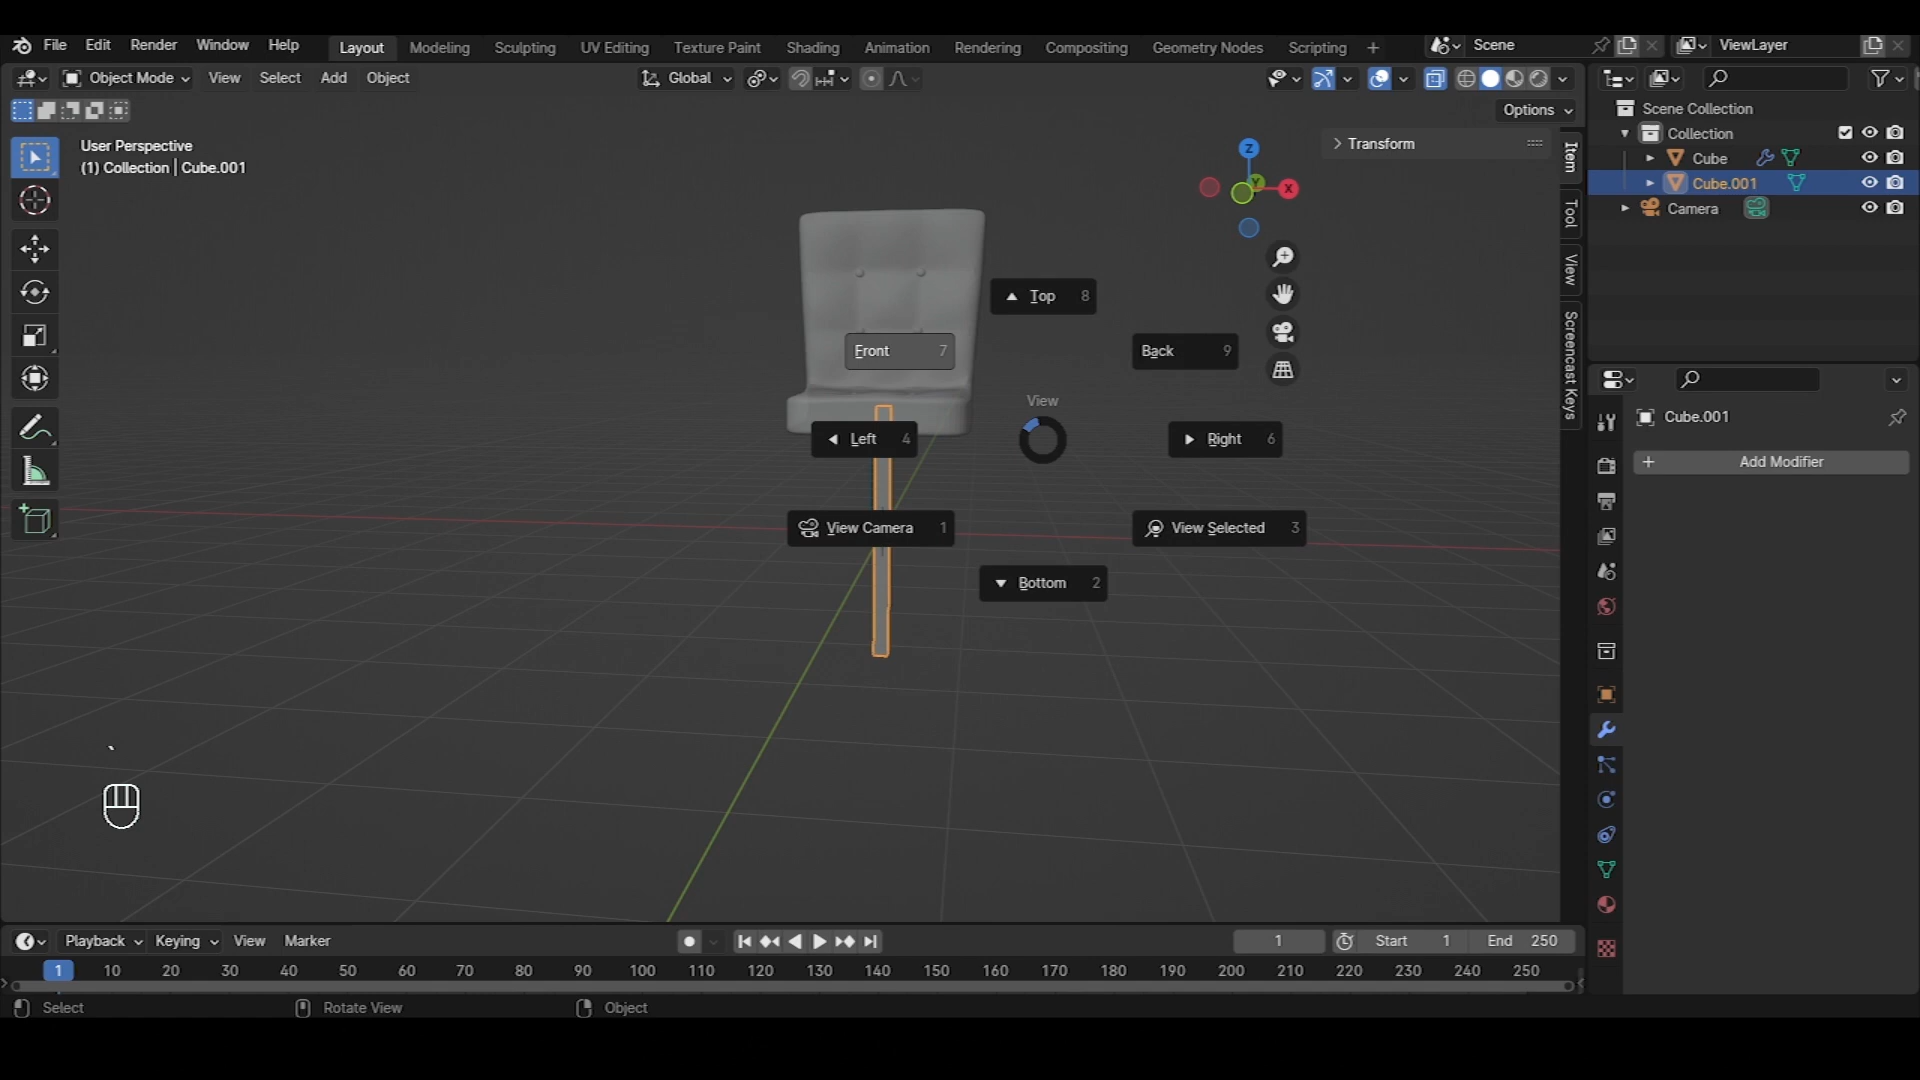 File Edit Render Window Help Layout Modeling Sculpting UV Editing Texture Paint Shading Animation Rendering Compositing Geometry Nodes Scripting + Scene ViewLayer
Object Mode View Select Add Object Global
Options
User Perspective
(1) Collection | Cube.001
Transform
Item
Tool
View
Screencast Keys
Z
Y
X
Top 8
Front 7
Back 9
View
Left 4
Right 6
View Camera 1
View Selected 3
Bottom 2
Scene Collection
Collection
Cube
Cube.001
Camera
Cube.001
+ Add Modifier
`
Playback Keying View Marker 1 Start 1 End 250
1 10 20 30 40 50 60 70 80 90 100 110 120 130 140 150 160 170 180 190 200 210 220 230 240 250
Select Rotate View Object